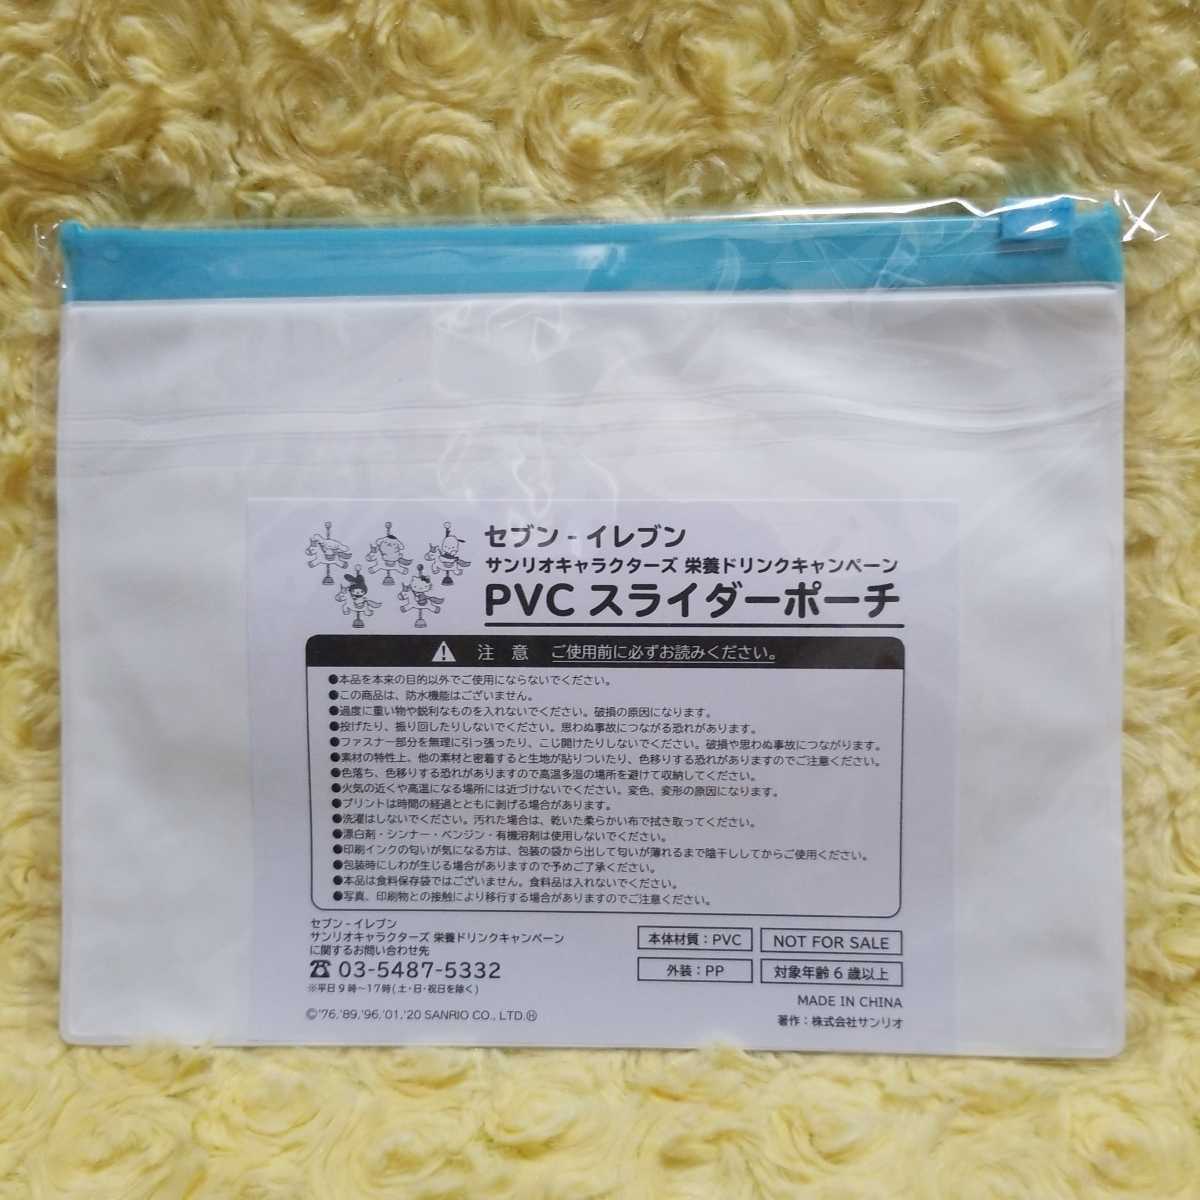 セブン-イレブン
サンリオキャラクターズ 栄養ドリンクキャンペーン
PVC スライダーポーチ
注 意 ご使用前に必ずお読みください。
●本品を本来の目的以外でご使用にならないでください。
●この商品は、防水機能はございません。
●過度に重い物や鋭利なものを入れないでください。破損の原因になります。
●投げたり、振り回したりしないでください。思わぬ事故につながる恐れがあります。
●ファスナー部分を無理に引っ張ったり、こじ開けたりしないでください。破損や思わぬ事故につながります。
●素材の特性上、他の素材と密着すると生地が貼りついたり、色移りする恐れがありますのでご注意ください。
●色落ち、色移りする恐れがありますので高温多湿の場所を避けて収納してください。
●火気の近くや高温になる場所には近づけないでください。変色、変形の原因になります。
●プリントは時間の経過とともに剥げる場合があります。
●洗濯はしないでください。汚れた場合は、乾いた柔らかい布で拭き取ってください。
●漂白剤・シンナー・ベンジン・有機溶剤は使用しないでください。
●印刷インクの匂いが気になる方は、包装の袋から出して匂いが薄れるまで陰干ししてからご使用ください。
●包装時にしわが生じる場合がありますので予めご了承ください。
●本品は食料保存袋ではございません。食料品は入れないでください。
●写真、印刷物との接触により移行する場合がありますのでご注意ください。
セブン-イレブン
サンリオキャラクターズ 栄養ドリンクキャンペーン
に関するお問い合わせ先
☎ 03-5487-5332
※平日9時～17時(土・日・祝日を除く)
©'76,'89,'96,'01,'20 SANRIO CO., LTD.Ⓗ
本体材質：PVC
NOT FOR SALE
外装：PP
対象年齢6歳以上
MADE IN CHINA
著作：株式会社サンリオ